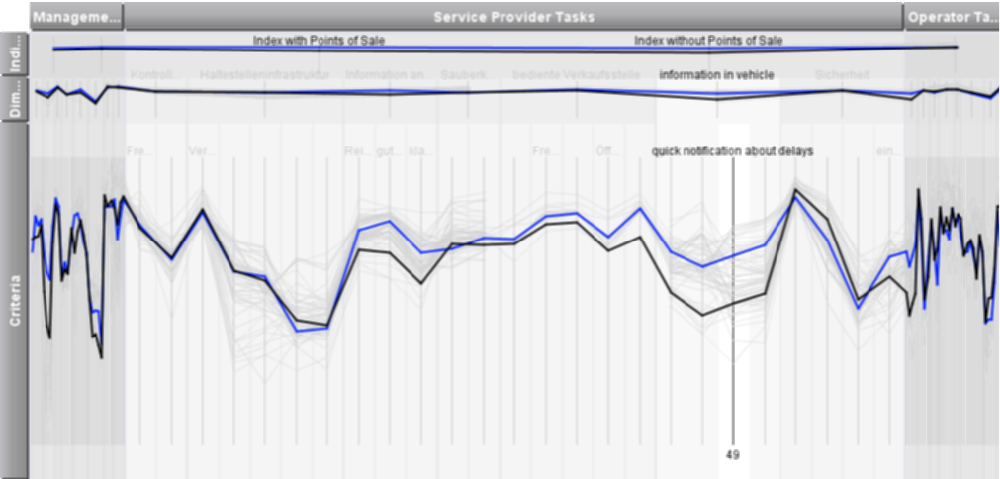 Manageme...
Service Provider Tasks
Operator Ta...
Indi...
Index with Points of Sale
Index without Points of Sale
Dim...
Kontroll...
Haltestelleninfrastruktur
Information an...
Sauberk...
bediente Verkaufsstelle
information in vehicle
Sicherheit
Criteria
Fre...
Ver...
Rei...
gut...
kla...
Fre...
Öff...
quick notification about delays
ein...
49